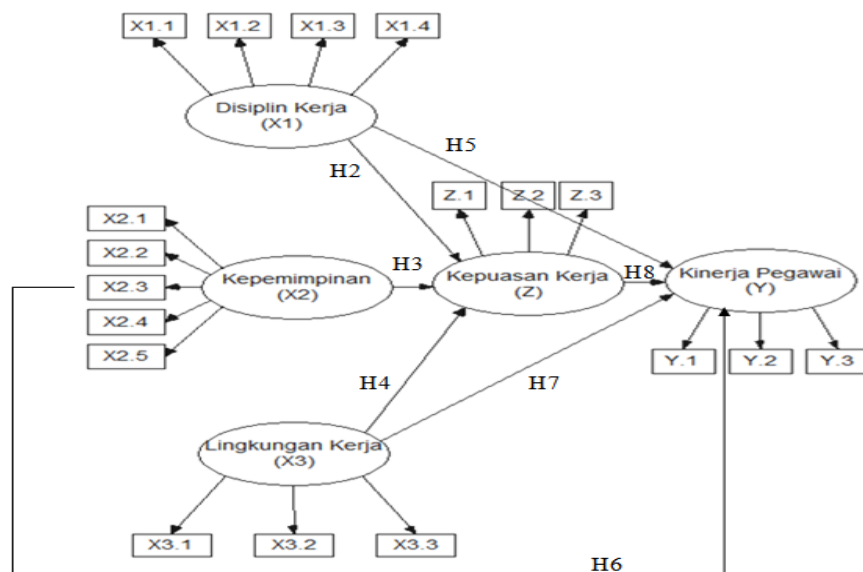 X1.1 X1.2 X1.3 X1.4
Disiplin Kerja
(X1)
H5
H2
Z.1 Z.2 Z.3
X2.1
X2.2
X2.3
X2.4
X2.5
Kepemimpinan
(X2)
H3
Kepuasan Kerja
(Z)
H8
Kinerja Pegawai
(Y)
Y.1 Y.2 Y.3
H4
H7
Lingkungan Kerja
(X3)
X3.1 X3.2 X3.3
H6